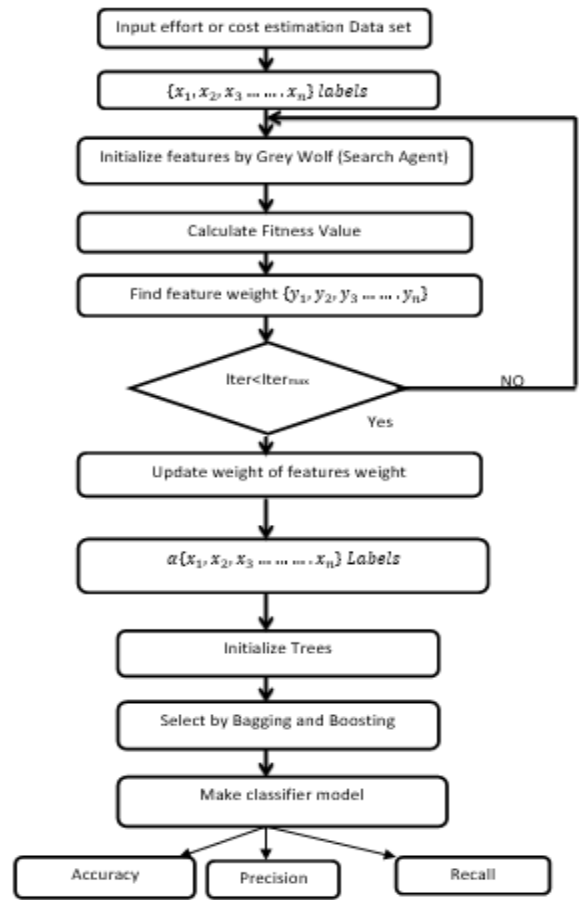 Input effort or cost estimation Data set
{x₁, x₂, x₃ … … . xₙ} labels
Initialize features by Grey Wolf (Search Agent)
Calculate Fitness Value
Find feature weight {y₁, y₂, y₃ … … . yₙ}
Iter<Iterₘₐₓ
NO
Yes
Update weight of features weight
α{x₁, x₂, x₃ … … … . xₙ} Labels
Initialize Trees
Select by Bagging and Boosting
Make classifier model
Accuracy
Precision
Recall